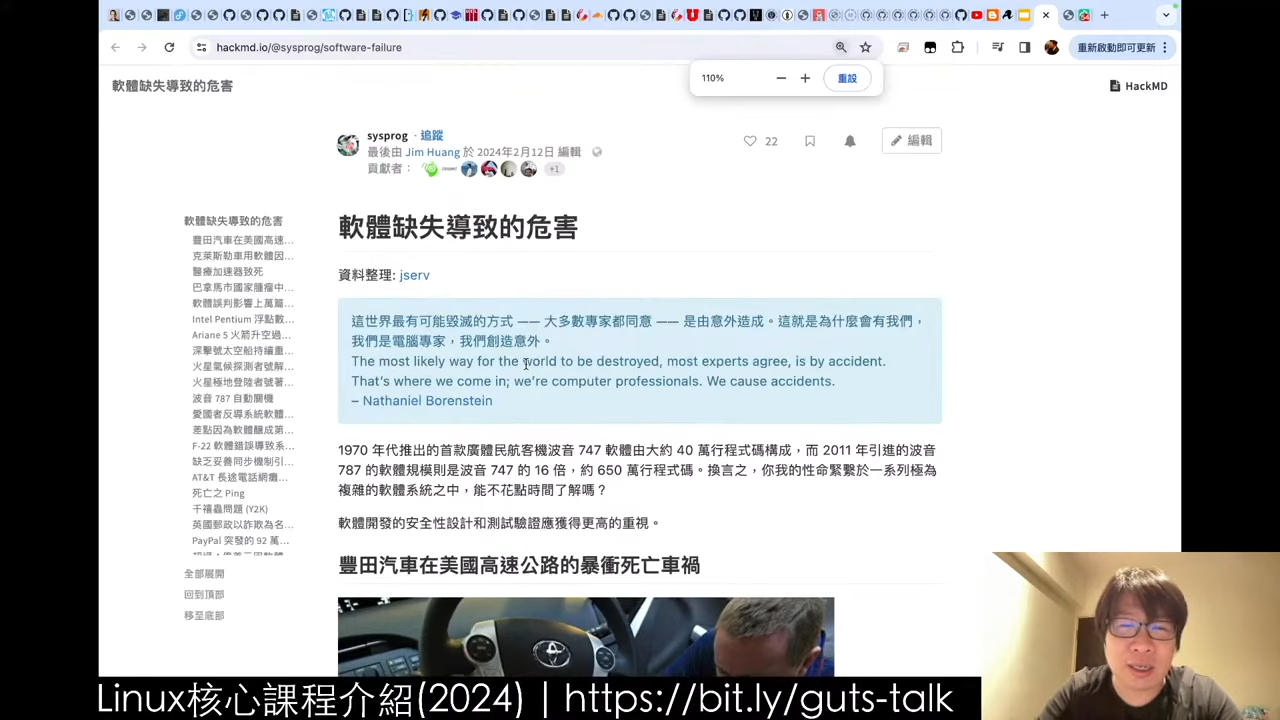 hackmd.io/@sysprog/software-failure
重新啟動即可更新
110%
重設
軟體缺失導致的危害
HackMD
sysprog · 追蹤
最後由 Jim Huang 於 2024年2月12日 編輯
貢獻者：
+1
22
編輯
軟體缺失導致的危害
豐田汽車在美國高速...
克萊斯勒車用軟體因...
醫療加速器致死
巴拿馬市國家腫瘤中...
軟體誤判影響上萬篇...
Intel Pentium 浮點數...
Ariane 5 火箭升空過...
深擊號太空船持續重...
火星氣候探測者號解...
火星極地登陸者號著...
波音 787 自動關機
愛國者反導系統軟體...
差點因為軟體釀成第...
F-22 軟體錯誤導致系...
缺乏妥善同步機制引...
AT&T 長途電話網癱...
死亡之 Ping
千禧蟲問題 (Y2K)
英國郵政以詐欺為名...
PayPal 突發的 92 萬...
全部展開
回到頂部
移至底部
軟體缺失導致的危害
資料整理: jserv
這世界最有可能毀滅的方式 —— 大多數專家都同意 —— 是由意外造成。這就是為什麼會有我們，
我們是電腦專家，我們創造意外。
The most likely way for the world to be destroyed, most experts agree, is by accident.
That's where we come in; we're computer professionals. We cause accidents.
– Nathaniel Borenstein
1970 年代推出的首款廣體民航客機波音 747 軟體由大約 40 萬行程式碼構成，而 2011 年引進的波音
787 的軟體規模則是波音 747 的 16 倍，約 650 萬行程式碼。換言之，你我的性命緊繫於一系列極為
複雜的軟體系統之中，能不花點時間了解嗎？
軟體開發的安全性設計和測試驗證應獲得更高的重視。
豐田汽車在美國高速公路的暴衝死亡車禍
Linux核心課程介紹(2024) | https://bit.ly/guts-talk